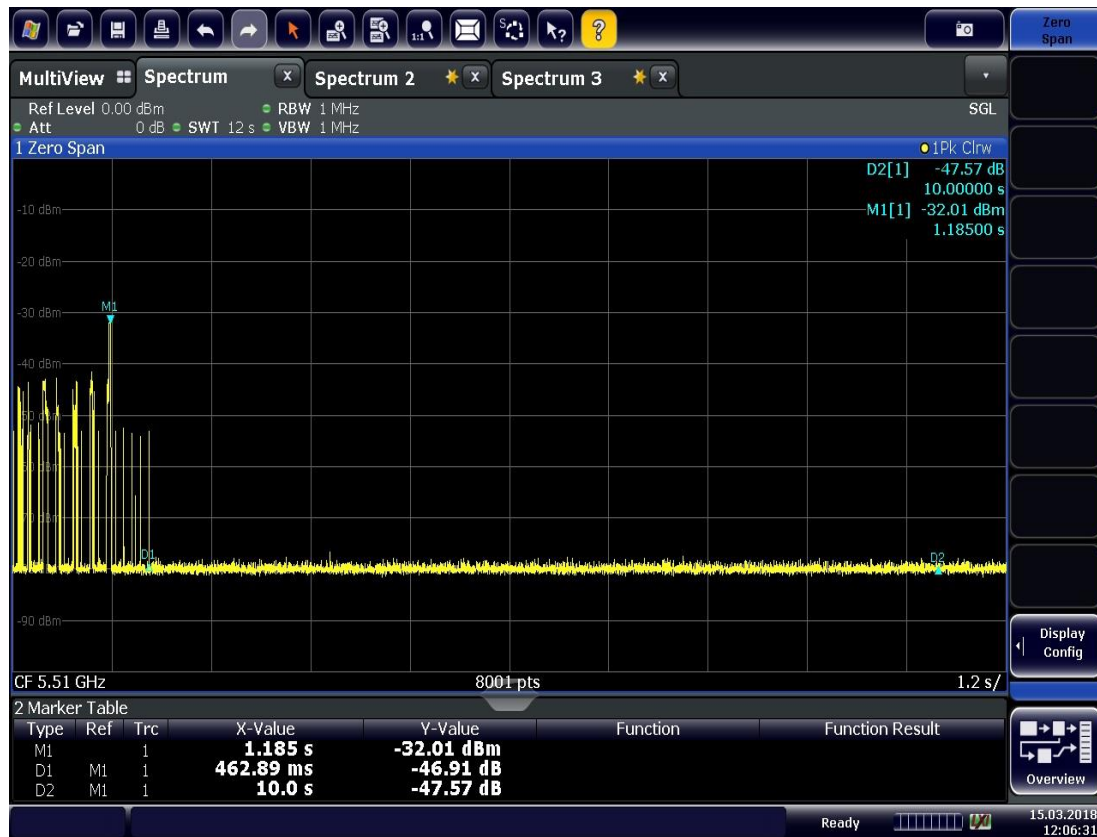 1:1
S
?
?
Zero
Span
MultiView
Spectrum
X
Spectrum 2
X
Spectrum 3
X
Ref Level 0.00 dBm
RBW 1 MHz
SGL
Att 0 dB SWT 12 s VBW 1 MHz
1 Zero Span
1Pk Clrw
D2[1] -47.57 dB
10.00000 s
M1[1] -32.01 dBm
1.18500 s
-10 dBm
-20 dBm
-30 dBm
M1
-40 dBm
D1
D2
-90 dBm
CF 5.51 GHz 8001 pts 1.2 s/
Display
Config
2 Marker Table
Type Ref Trc X-Value Y-Value Function Function Result
M1 1 1.185 s -32.01 dBm
D1 M1 1 462.89 ms -46.91 dB
D2 M1 1 10.0 s -47.57 dB
Overview
Ready
15.03.2018
12:06:31